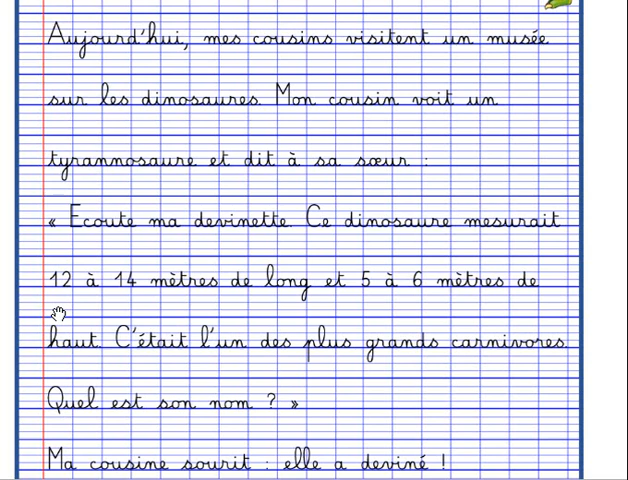 Aujourd'hui, mes cousins visitent un musée
sur les dinosaures. Mon cousin voit un
tyrannosaure et dit à sa sœur :
« Ecoute ma devinette. Ce dinosaure mesurait
12 à 14 mètres de long et 5 à 6 mètres de
haut. C'était l'un des plus grands carnivores.
Quel est son nom ? »
Ma cousine sourit : elle a deviné !